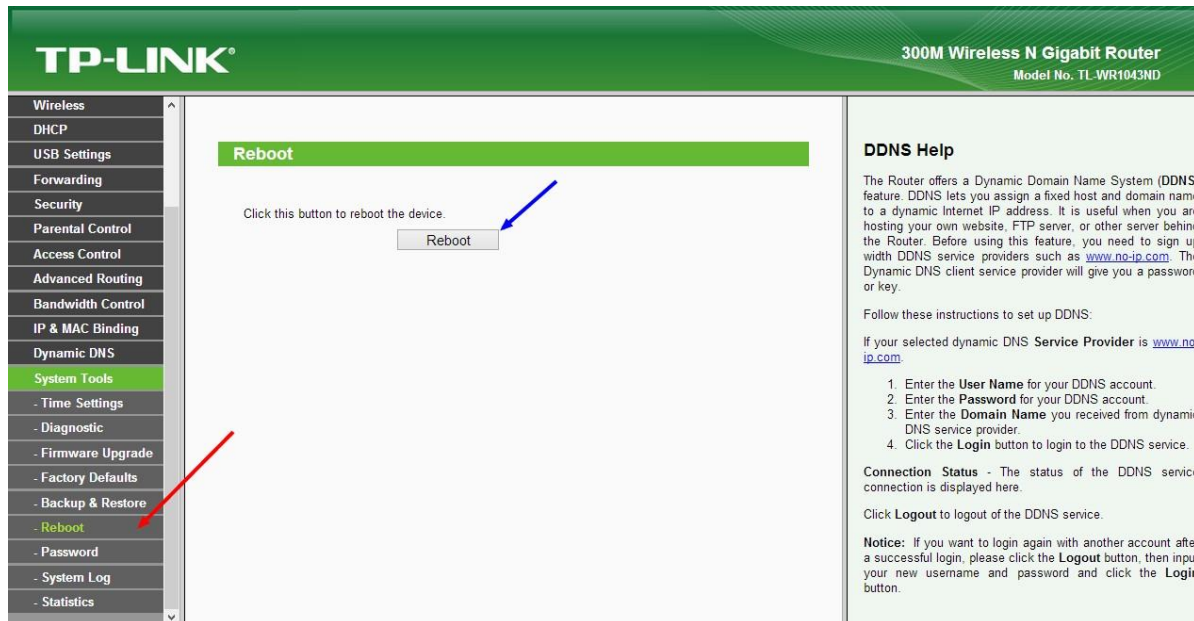 TP-LINK®
300M Wireless N Gigabit Router
Model No. TL-WR1043ND
Wireless
DHCP
USB Settings
Forwarding
Security
Parental Control
Access Control
Advanced Routing
Bandwidth Control
IP & MAC Binding
Dynamic DNS
System Tools
- Time Settings
- Diagnostic
- Firmware Upgrade
- Factory Defaults
- Backup & Restore
- Reboot
- Password
- System Log
- Statistics
Reboot
Click this button to reboot the device.
Reboot
DDNS Help
The Router offers a Dynamic Domain Name System (DDNS
feature. DDNS lets you assign a fixed host and domain name
to a dynamic Internet IP address. It is useful when you are
hosting your own website, FTP server, or other server behind
the Router. Before using this feature, you need to sign up
width DDNS service providers such as www.no-ip.com. The
Dynamic DNS client service provider will give you a password
or key.
Follow these instructions to set up DDNS:
If your selected dynamic DNS Service Provider is www.no-
ip.com.
1. Enter the User Name for your DDNS account.
2. Enter the Password for your DDNS account.
3. Enter the Domain Name you received from dynamic
DNS service provider.
4. Click the Login button to login to the DDNS service.
Connection Status - The status of the DDNS service
connection is displayed here.
Click Logout to logout of the DDNS service.
Notice: If you want to login again with another account after
a successful login, please click the Logout button, then input
your new username and password and click the Login
button.